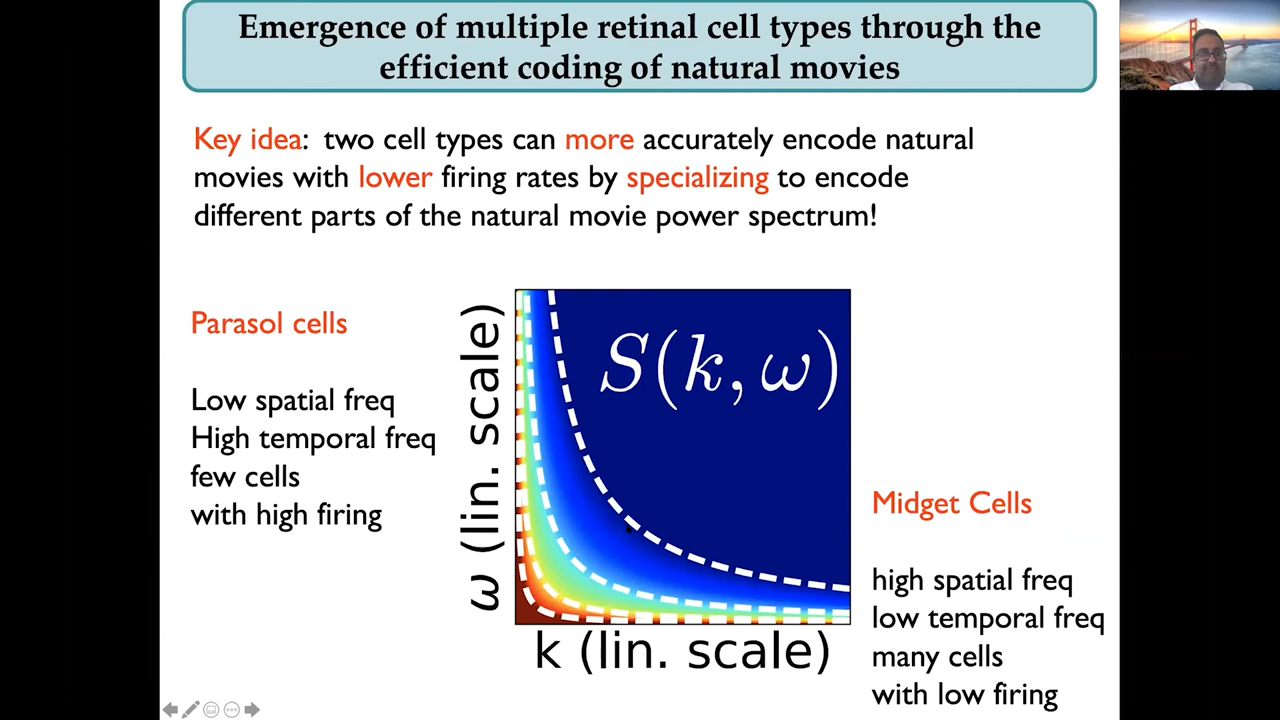 Emergence of multiple retinal cell types through the
efficient coding of natural movies
Key idea: two cell types can more accurately encode natural
movies with lower firing rates by specializing to encode
different parts of the natural movie power spectrum!
Parasol cells
Low spatial freq
High temporal freq
few cells
with high firing
ω (lin. scale)
S(k, ω)
k (lin. scale)
Midget Cells
high spatial freq
low temporal freq
many cells
with low firing